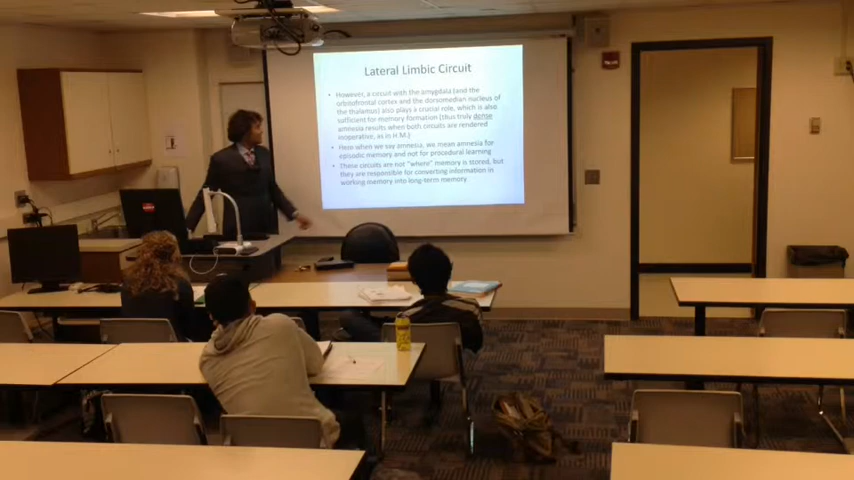 Lateral Limbic Circuit
• However, a circuit with the amygdala (and the
orbitofrontal cortex and the dorsomedian nucleus of
the thalamus) also plays a crucial role, which is also
sufficient for memory formation (thus truly dense
amnesia results when both circuits are rendered
inoperative, as in H.M.)
• Here when we say amnesia, we mean amnesia for
episodic memory and not for procedural learning
• These circuits are not "where" memory is stored, but
they are responsible for converting information in
working memory into long-term memory